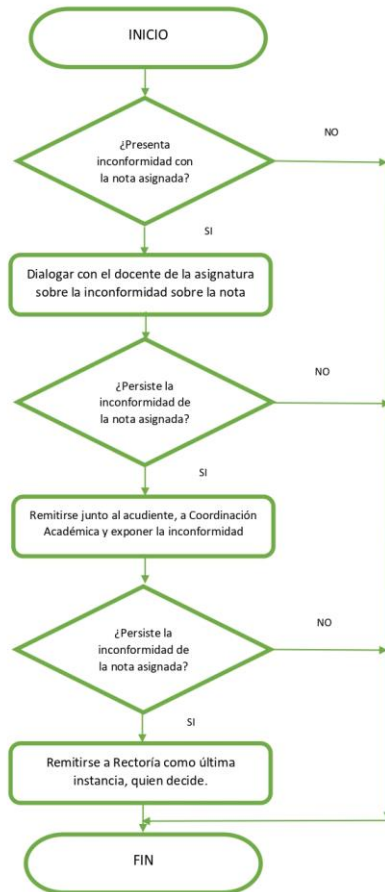 INICIO
¿Presenta
inconformidad con
la nota asignada?
NO
SI
Dialogar con el docente de la asignatura
sobre la inconformidad sobre la nota
¿Persiste la
inconformidad de
la nota asignada?
NO
SI
Remitirse junto al acudiente, a Coordinación
Académica y exponer la inconformidad
¿Persiste la
inconformidad de
la nota asignada?
NO
SI
Remitirse a Rectoría como última
instancia, quien decide.
FIN